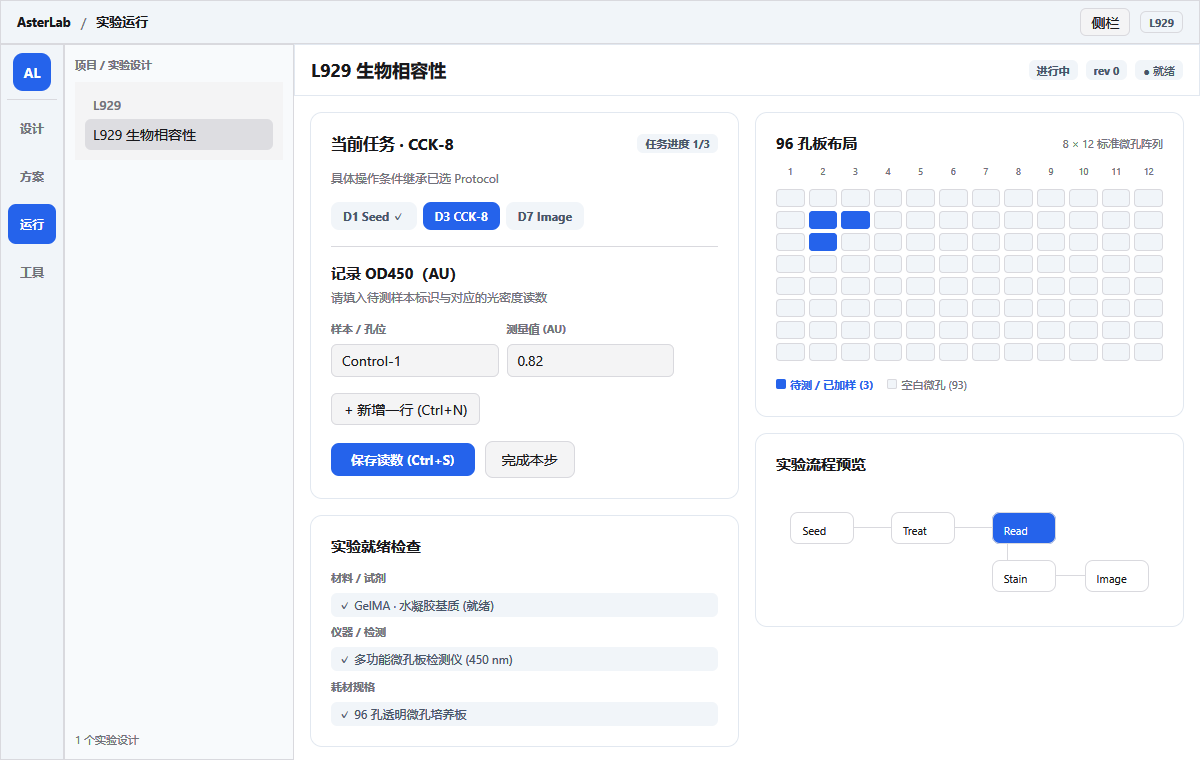 AsterLab / 实验运行
侧栏
L929
AL
设计
方案
运行
工具
项目 / 实验设计
L929
L929 生物相容性
1 个实验设计
L929 生物相容性
进行中
rev 0
● 就绪
当前任务 · CCK-8
任务进度 1/3
具体操作条件继承已选 Protocol
D1 Seed ✓
D3 CCK-8
D7 Image
记录 OD450（AU）
请填入待测样本标识与对应的光密度读数
样本 / 孔位
测量值 (AU)
Control-1
0.82
+ 新增一行 (Ctrl+N)
保存读数 (Ctrl+S)
完成本步
实验就绪检查
材料 / 试剂
✓ GelMA · 水凝胶基质 (就绪)
仪器 / 检测
✓ 多功能微孔板检测仪 (450 nm)
耗材规格
✓ 96 孔透明微孔培养板
96 孔板布局
8 × 12 标准微孔阵列
1 2 3 4 5 6 7 8 9 10 11 12
待测 / 已加样 (3)
空白微孔 (93)
实验流程预览
Seed
Treat
Read
Stain
Image